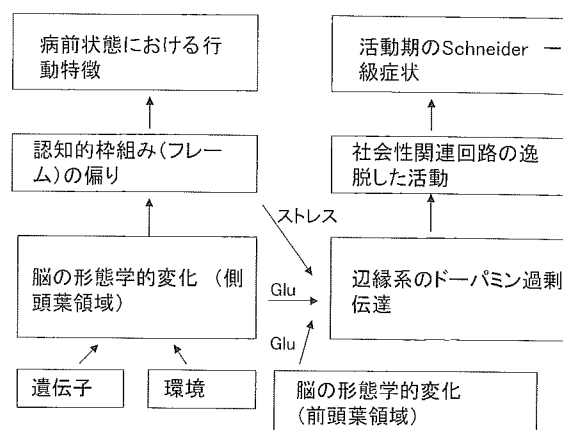 病前状態における行
動特徴
活動期のSchneider 一
級症状
認知的枠組み(フレー
ム)の偏り
社会性関連回路の逸
脱した活動
ストレス
脳の形態学的変化 (側
頭葉領域)
Glu
辺縁系のドーパミン過剰
伝達
Glu
遺伝子
環境
脳の形態学的変化
(前頭葉領域)